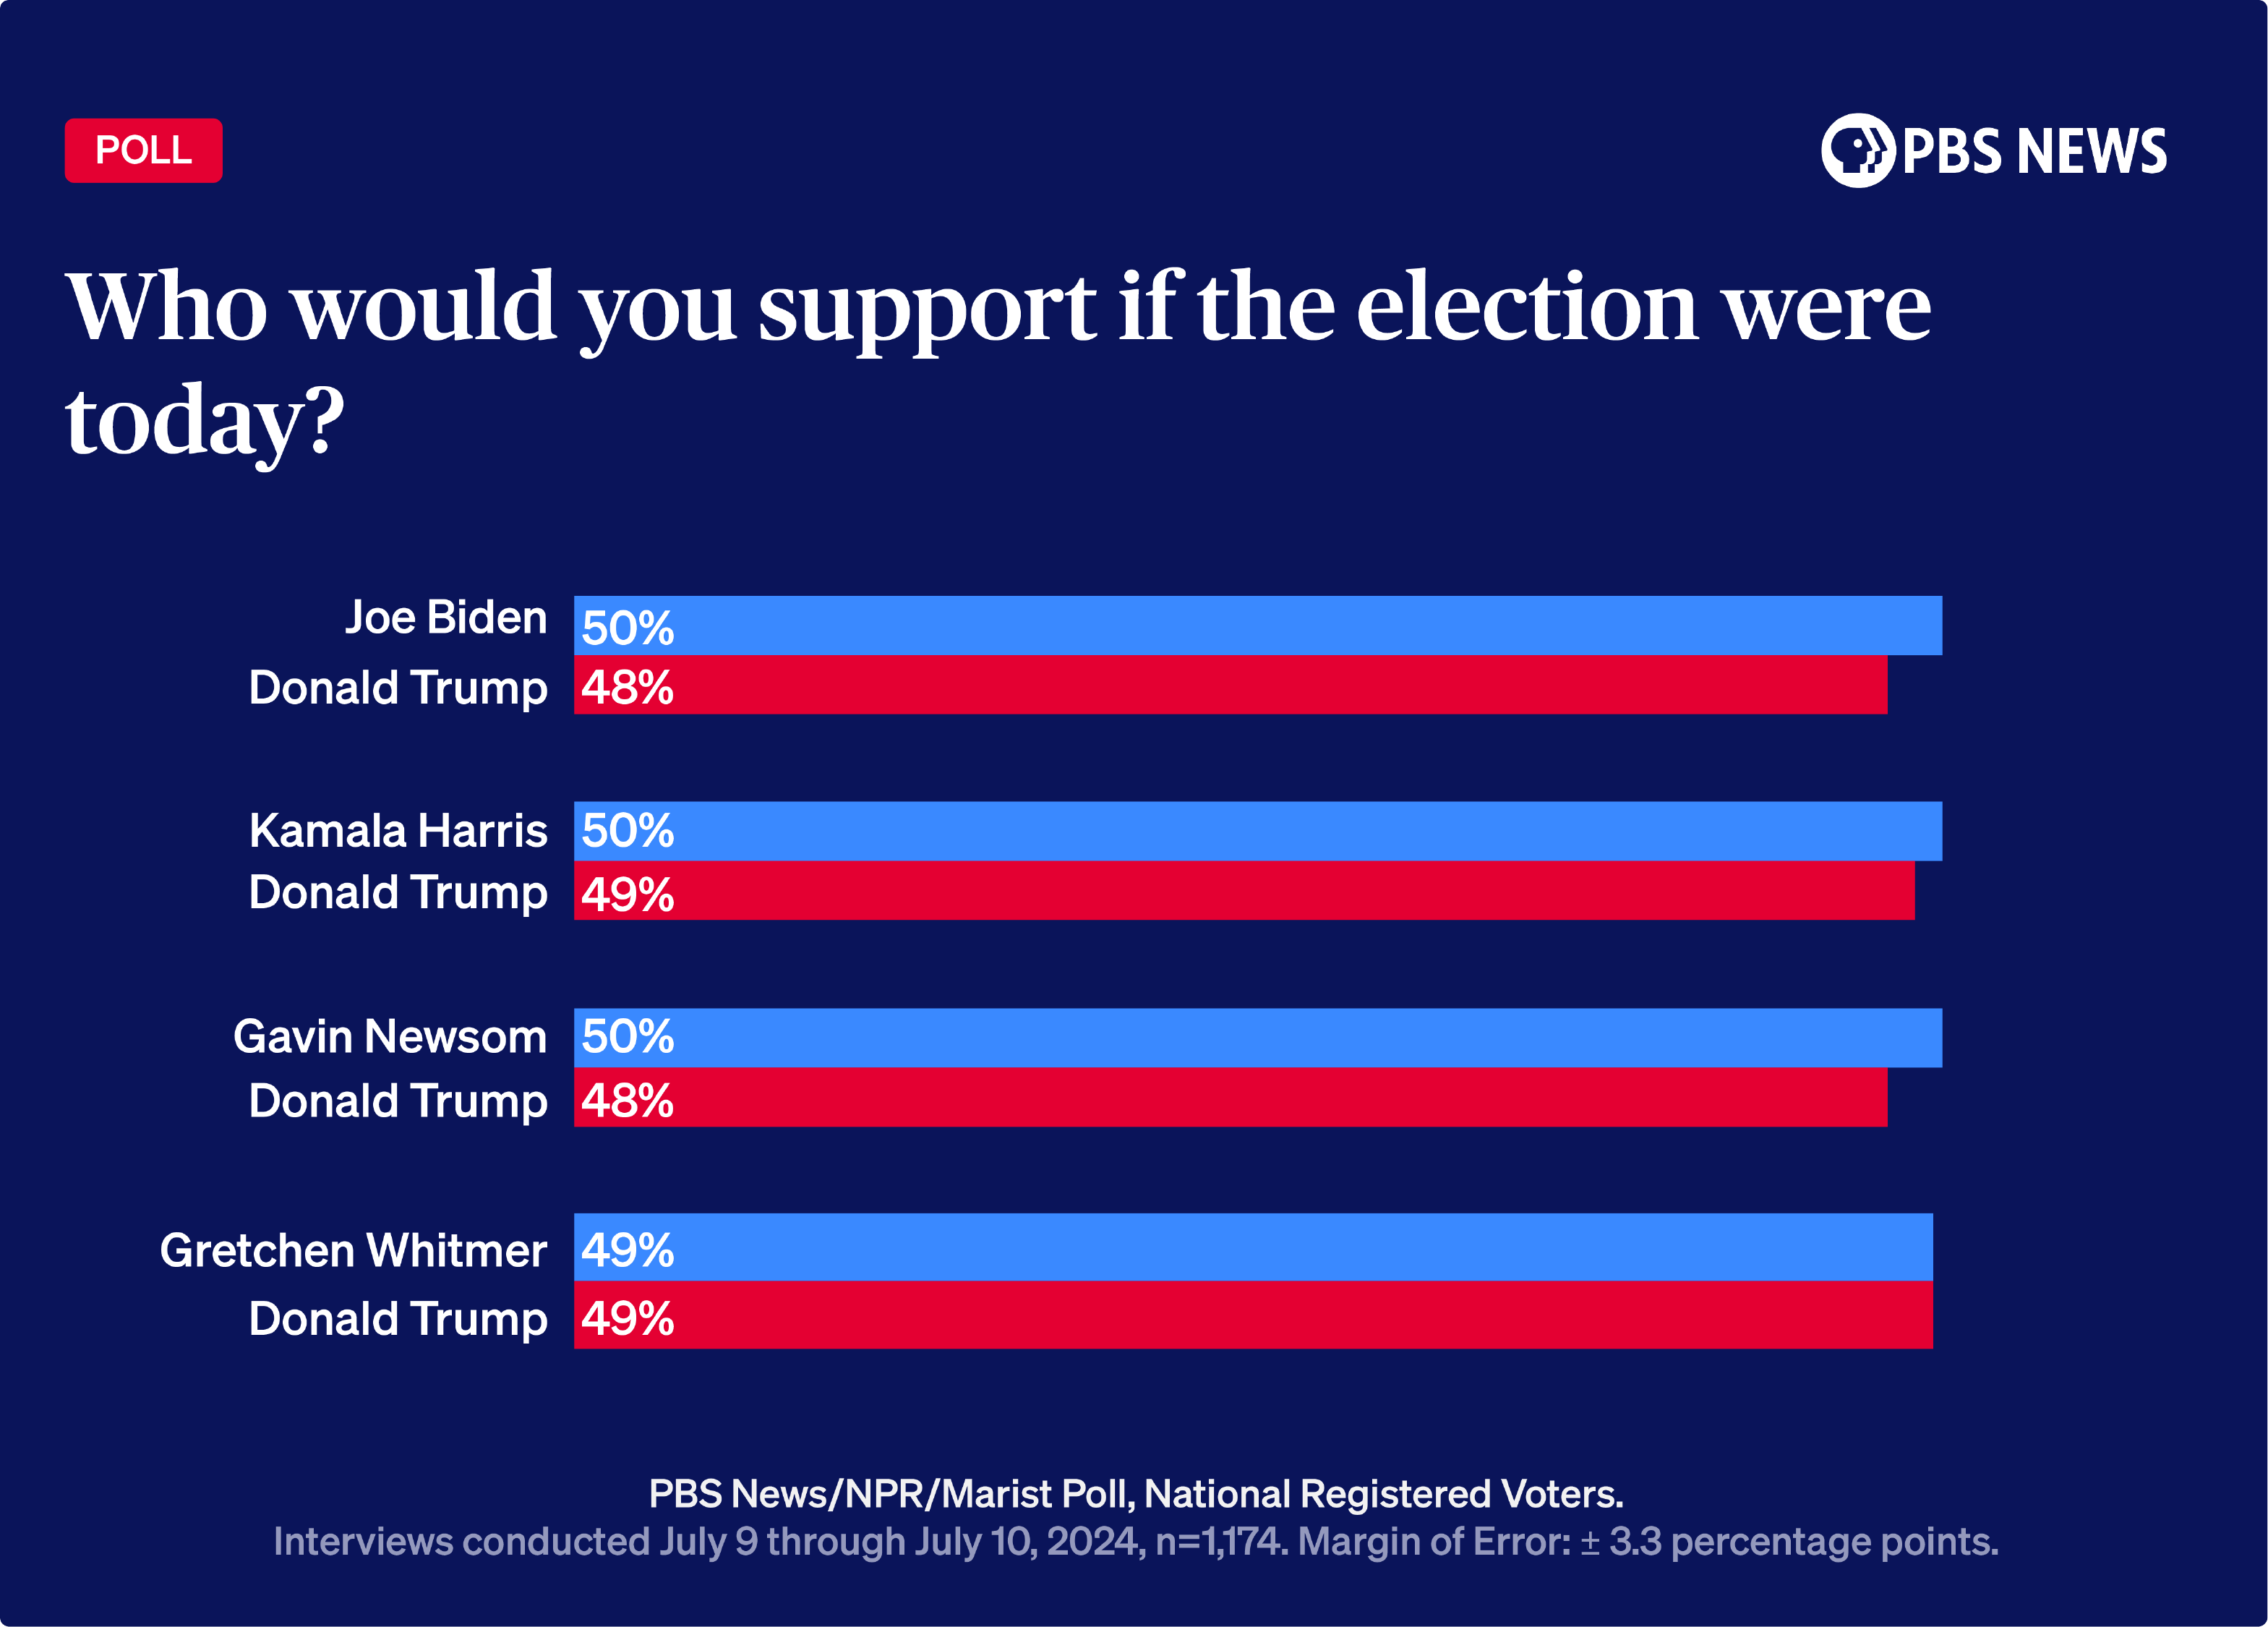 POLL
PBS NEWS
Who would you support if the election were
today?
Joe Biden 50%
Donald Trump 48%
Kamala Harris 50%
Donald Trump 49%
Gavin Newsom 50%
Donald Trump 48%
Gretchen Whitmer 49%
Donald Trump 49%
PBS News/NPR/Marist Poll, National Registered Voters.
Interviews conducted July 9 through July 10, 2024, n=1,174. Margin of Error: ± 3.3 percentage points.